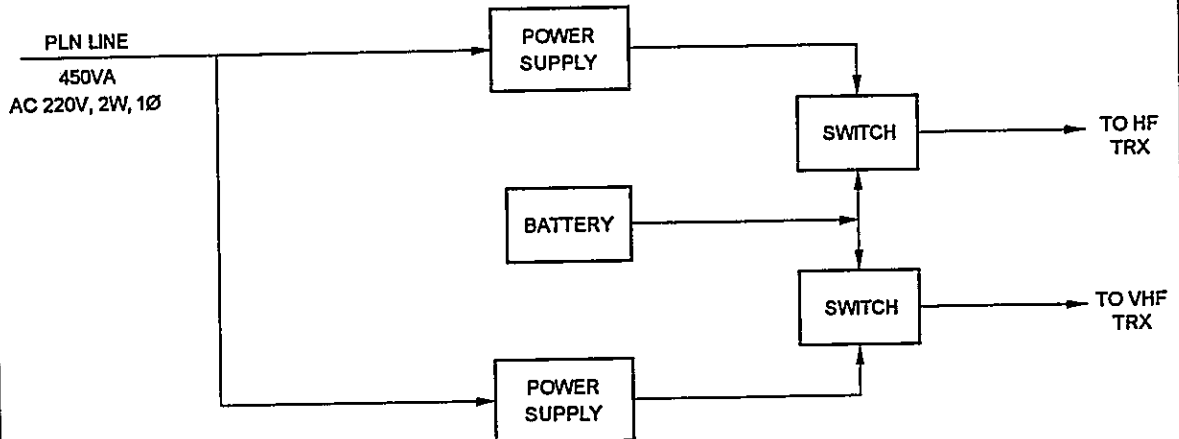 PLN LINE
450VA
AC 220V, 2W, 1Ø
POWER
SUPPLY
SWITCH
TO HF
TRX
BATTERY
SWITCH
TO VHF
TRX
POWER
SUPPLY